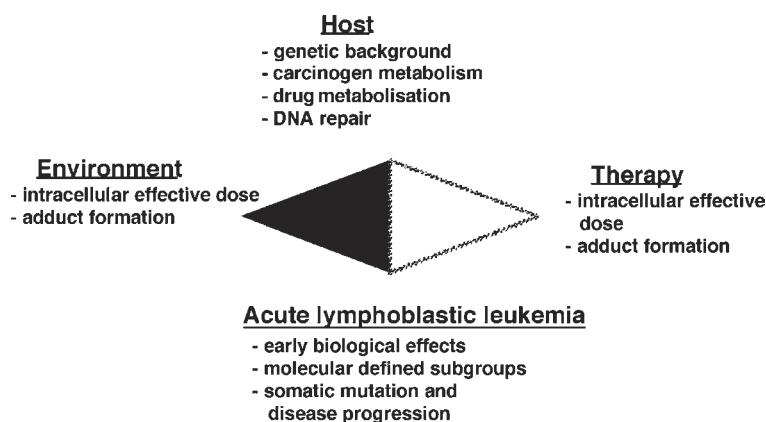 Host
- genetic background
- carcinogen metabolism
- drug metabolisation
- DNA repair
Environment
- intracellular effective dose
- adduct formation
Therapy
- intracellular effective
dose
- adduct formation
Acute lymphoblastic leukemia
- early biological effects
- molecular defined subgroups
- somatic mutation and
disease progression